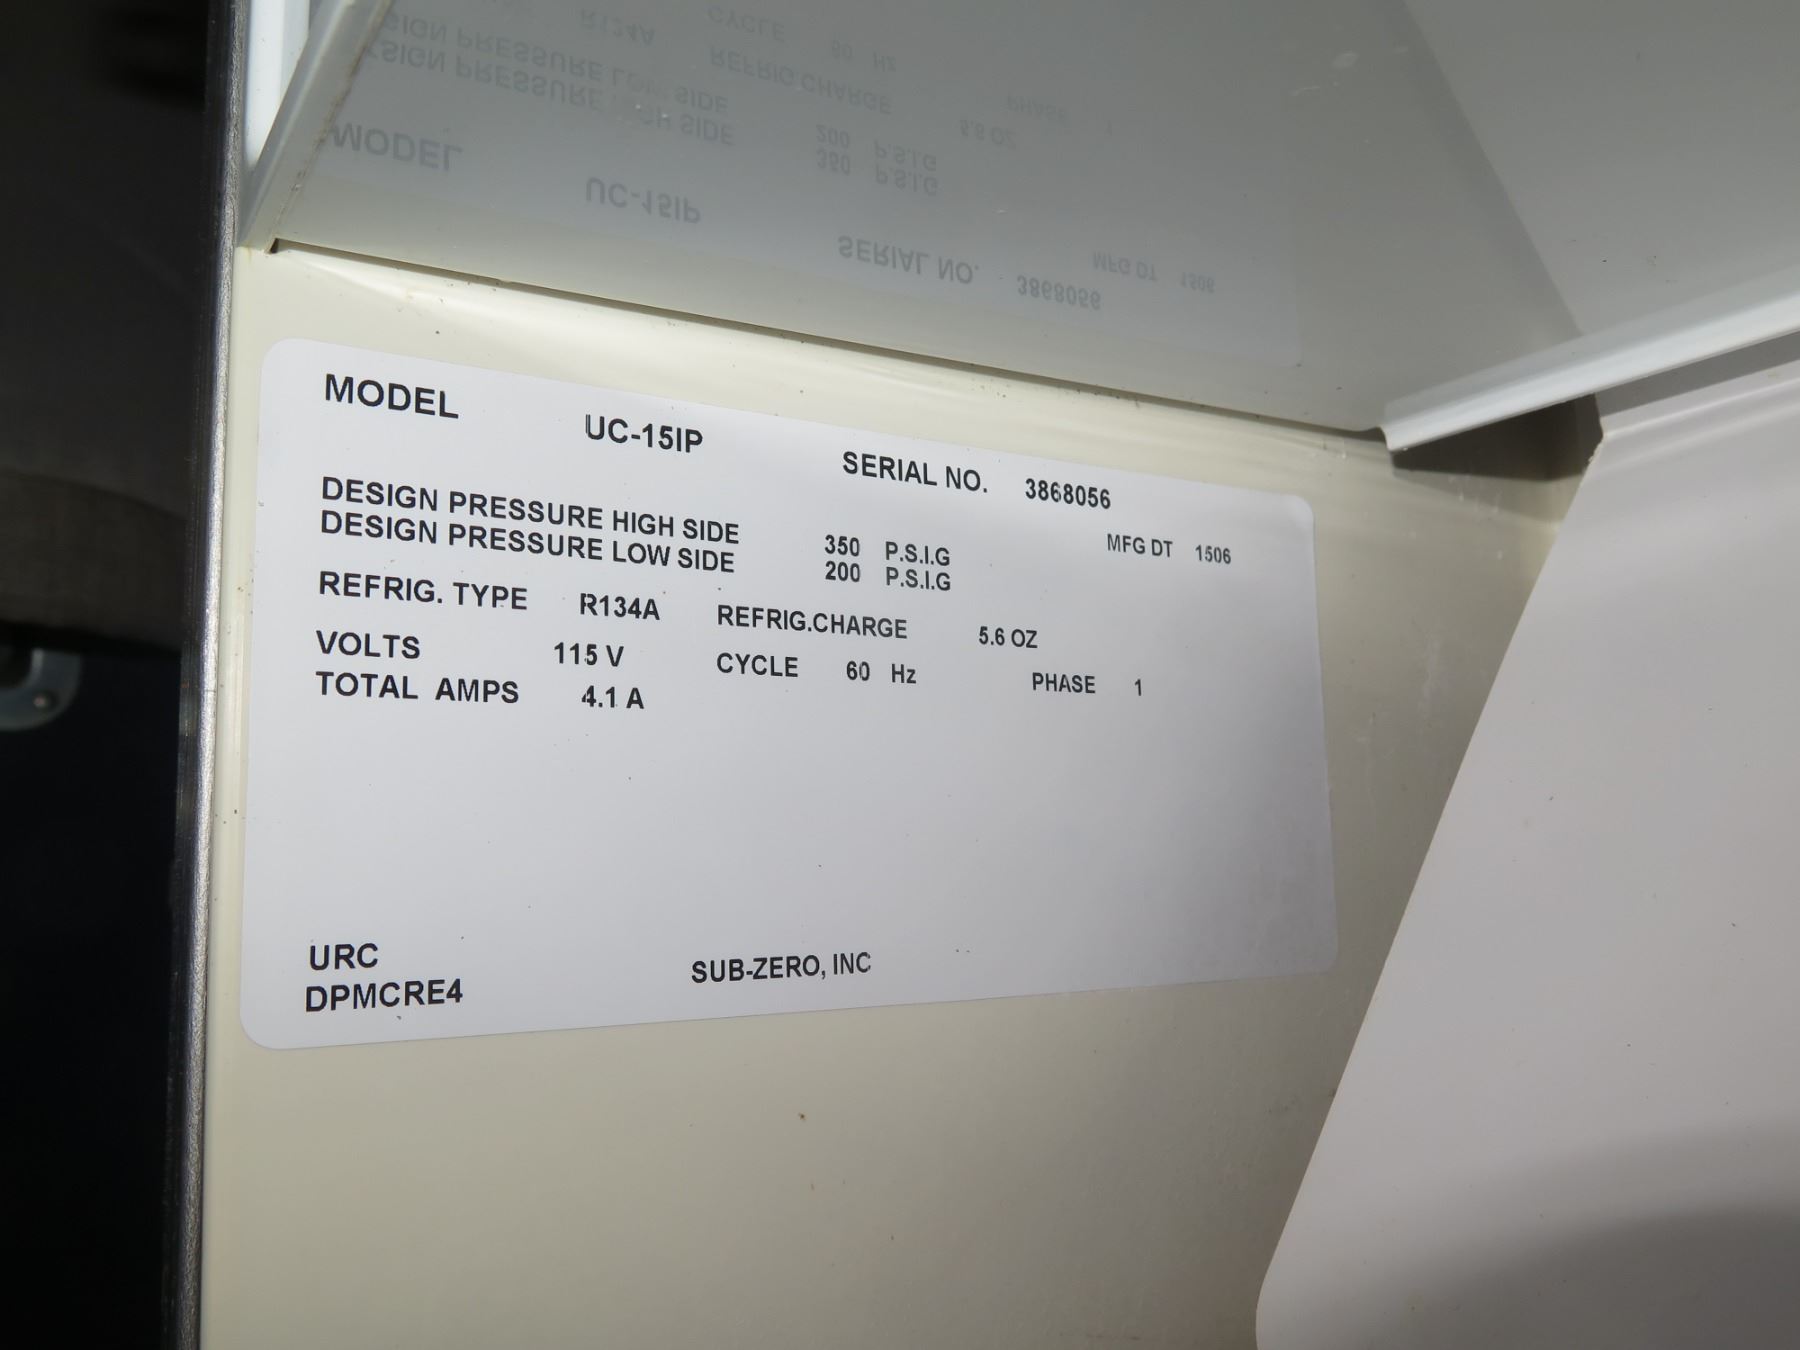 MODEL UC-15IP SERIAL NO. 3868056
MFG DT 1506
DESIGN PRESSURE HIGH SIDE 350 P.S.I.G
DESIGN PRESSURE LOW SIDE 200 P.S.I.G
REFRIG. TYPE R134A REFRIG.CHARGE 5.6 OZ
VOLTS 115 V CYCLE 60 Hz PHASE 1
TOTAL AMPS 4.1 A
URC
DPMCRE4 SUB-ZERO, INC